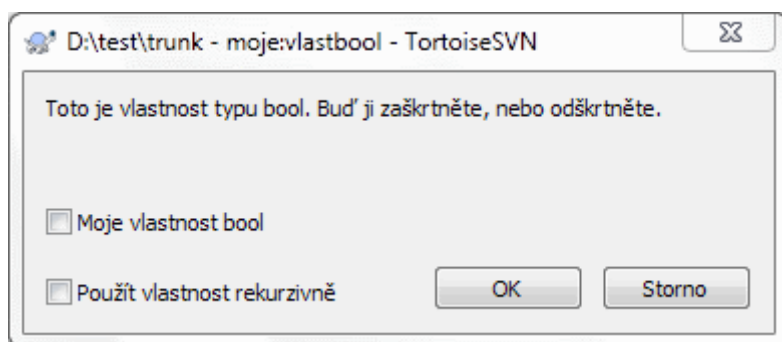 D:\test\trunk - moje:vlastbool - TortoiseSVN
Toto je vlastnost typu bool. Buď ji zaškrtněte, nebo odškrtněte.
Moje vlastnost bool
Použít vlastnost rekurzivně
OK
Storno